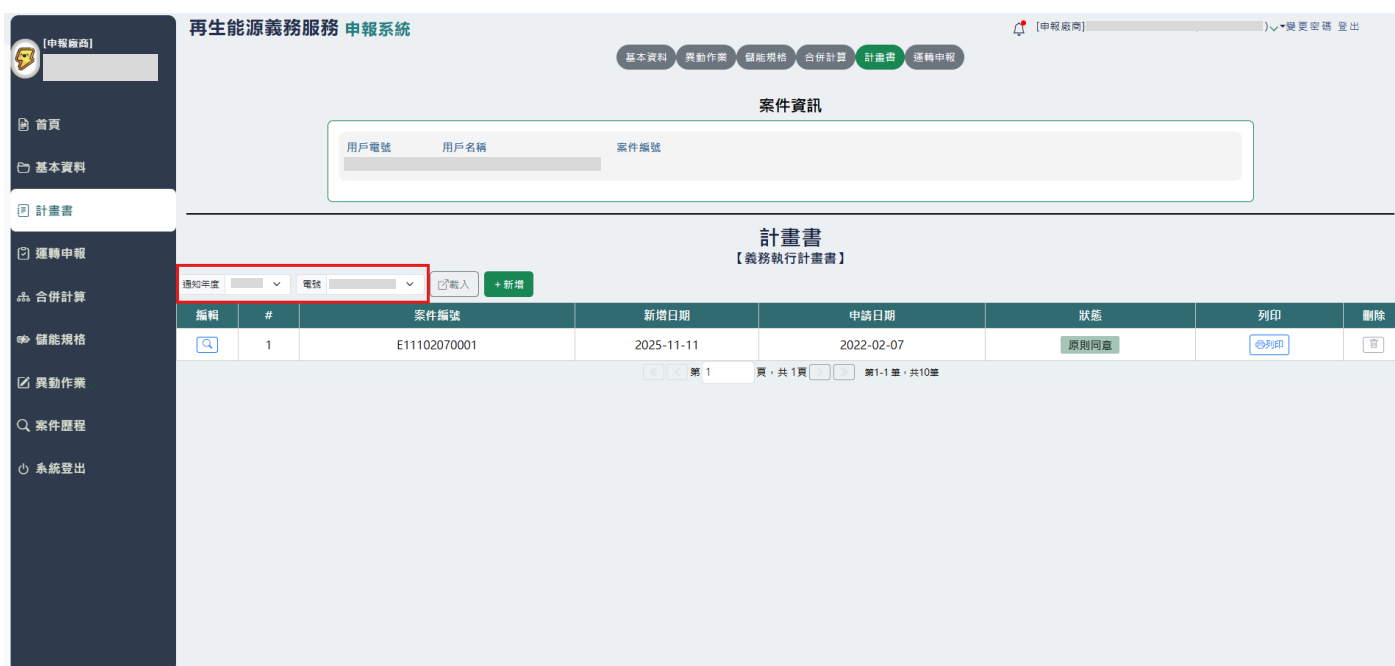 再生能源義務服務 申報系統
[申報廠商] )變更密碼 登出
[申報廠商]
基本資料 異動作業 儲能規格 合併計算 計畫書 運轉申報
首頁
基本資料
計畫書
運轉申報
合併計算
儲能規格
異動作業
案件歷程
系統登出
案件資訊
用戶電號 用戶名稱 案件編號
計畫書
【義務執行計畫書】
通知年度 電號 載入 +新增
編輯 # 案件編號 新增日期 申請日期 狀態 列印 刪除
1 E11102070001 2025-11-11 2022-02-07 原則同意 列印
« ‹ 第 1 頁，共 1頁 › » 第1-1 筆，共10筆